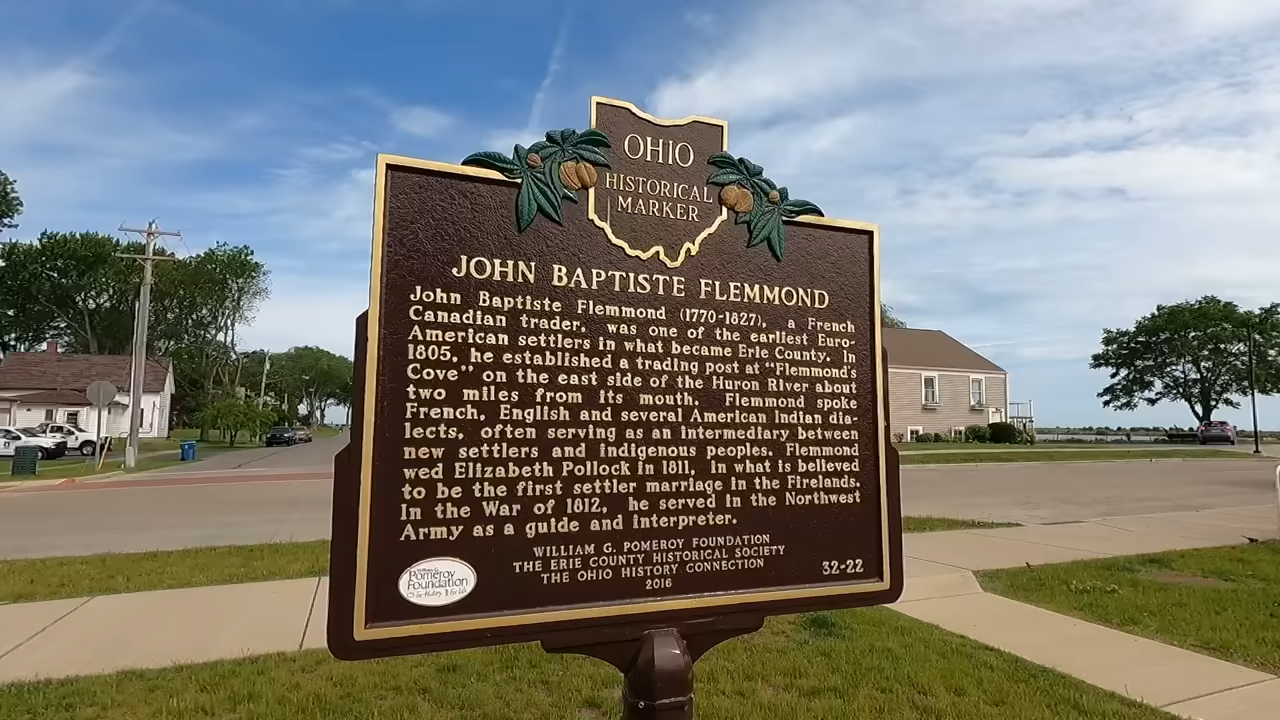 OHIO
HISTORICAL
MARKER
JOHN BAPTISTE FLEMMOND
John Baptiste Flemmond (1770-1827), a French
Canadian trader, was one of the earliest Euro-
American settlers in what became Erie County. In
1805, he established a trading post at "Flemmond's
Cove" on the east side of the Huron River about
two miles from its mouth. Flemmond spoke
French, English and several American Indian dia-
lects, often serving as an intermediary between
new settlers and indigenous peoples. Flemmond
wed Elizabeth Pollock in 1811, in what is believed
to be the first settler marriage in the Firelands.
In the War of 1812, he served in the Northwest
Army as a guide and interpreter.
WILLIAM G. POMEROY FOUNDATION
THE ERIE COUNTY HISTORICAL SOCIETY
THE OHIO HISTORY CONNECTION
2016
32-22
William G.
Pomeroy
Foundation